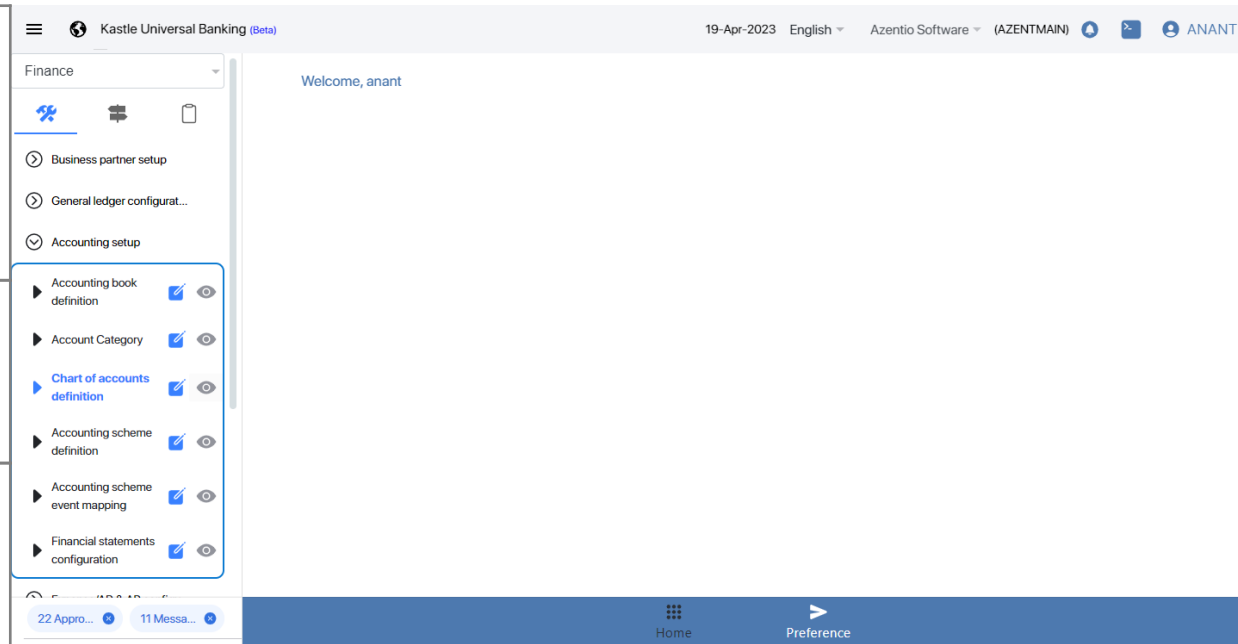 Kastle Universal Banking (Beta)
19-Apr-2023 English Azentio Software (AZENTMAIN) ANANT
Finance
Welcome, anant
Business partner setup
General ledger configurat...
Accounting setup
Accounting book
definition
Account Category
Chart of accounts
definition
Accounting scheme
definition
Accounting scheme
event mapping
Financial statements
configuration
22 Appro...
11 Messa...
Home
Preference